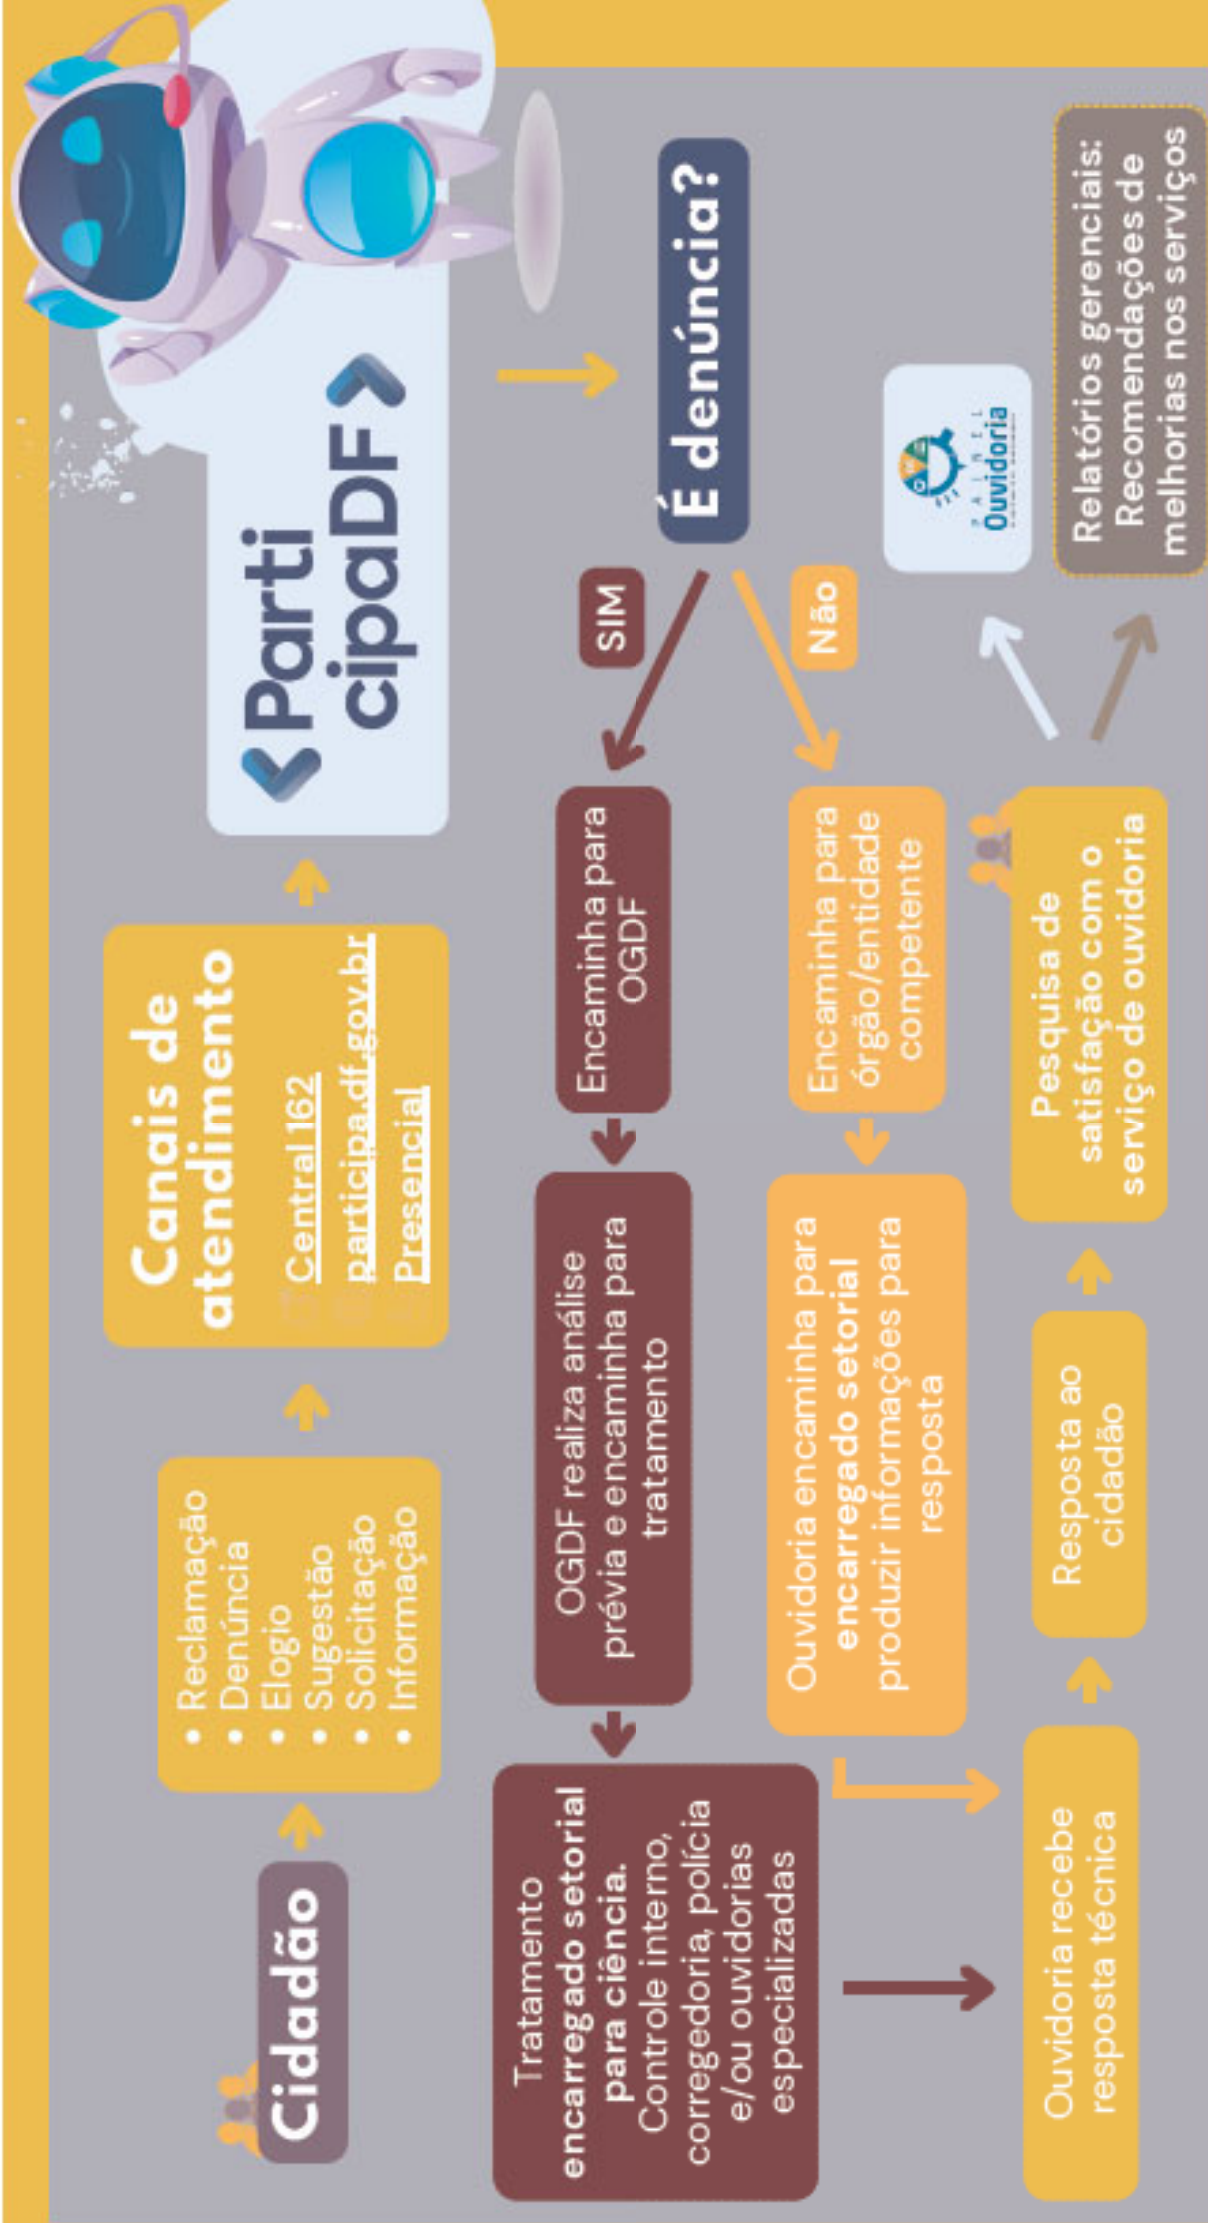 Cidadão
• Reclamação
• Denúncia
• Elogio
• Sugestão
• Solicitação
• Informação
Canais de
atendimento
Central 162
participa.df.gov.br
Presencial
Parti
cipaDF
É denúncia?
SIM
Encaminha para
OGDF
OGDF realiza análise
prévia e encaminha para
tratamento
Tratamento
encarregado setorial
para ciência.
Controle interno,
corregedoria, polícia
e/ou ouvidorias
especializadas
Não
Encaminha para
órgão/entidade
competente
Ouvidoria encaminha para
encarregado setorial
produzir informações para
resposta
Ouvidoria recebe
resposta técnica
Resposta ao
cidadão
Pesquisa de
satisfação com o
serviço de ouvidoria
PAINEL
Ouvidoria
Relatórios gerenciais:
Recomendações de
melhorias nos serviços